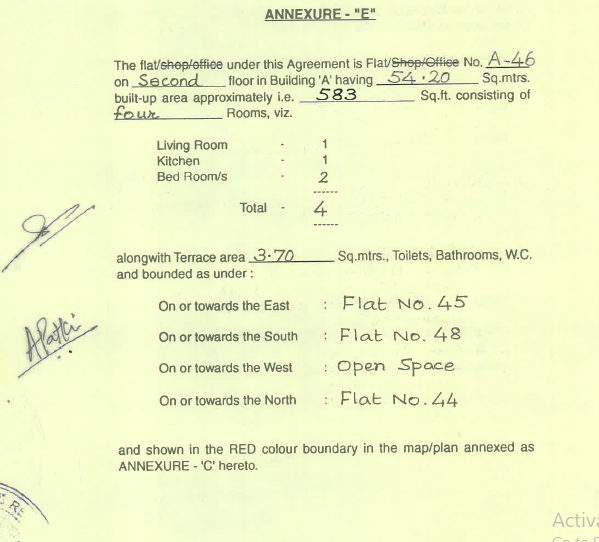 ANNEXURE - "E"
The flat/shop/office under this Agreement is Flat/Shop/Office No. A-46
on Second floor in Building 'A' having 54.20 Sq.mtrs.
built-up area approximately i.e. 583 Sq.ft. consisting of
four Rooms, viz.
Living Room - 1
Kitchen - 1
Bed Room/s - 2
------
Total - 4
------
alongwith Terrace area 3.70 Sq.mtrs., Toilets, Bathrooms, W.C.
and bounded as under :
On or towards the East : Flat No. 45
On or towards the South : Flat No. 48
On or towards the West : Open Space
APatki
On or towards the North : Flat No. 44
and shown in the RED colour boundary in the map/plan annexed as
ANNEXURE - 'C' hereto.